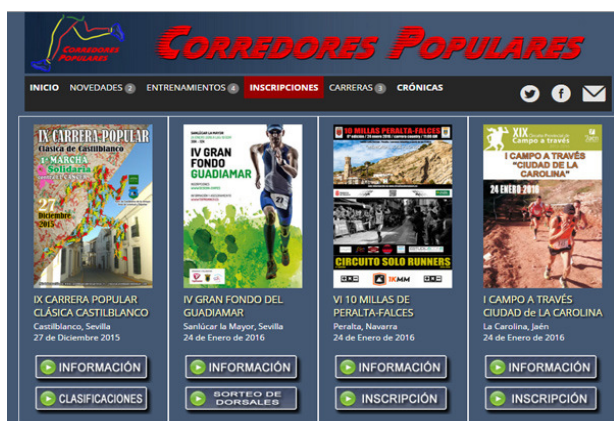 CORREDORES
POPULARES
CORREDORES POPULARES
INICIO NOVEDADES 2 ENTRENAMIENTOS 4 INSCRIPCIONES CARRERAS 3 CRÓNICAS
IX CARRERA POPULAR
Clásica de Castilblanco
1ª MARCHA
Solidaria
27
Diciembre
2015
SANLÚCAR LA MAYOR
IV GRAN
FONDO
GUADIAMAR
10 MILLAS PERALTA-FALCES
CIRCUITO SOLO RUNNERS
XIX
Campo a través
I CAMPO A TRAVÉS
"CIUDAD DE LA
CAROLINA"
24 ENERO 2016
IX CARRERA POPULAR
CLÁSICA CASTILBLANCO
Castilblanco, Sevilla
27 de Diciembre 2015
INFORMACIÓN
CLASIFICACIONES
IV GRAN FONDO DEL
GUADIAMAR
Sanlúcar la Mayor, Sevilla
24 de Enero de 2016
INFORMACIÓN
SORTEO DE
DORSALES
VI 10 MILLAS DE
PERALTA-FALCES
Peralta, Navarra
24 de Enero de 2016
INFORMACIÓN
INSCRIPCIÓN
I CAMPO A TRAVÉS
CIUDAD de LA CAROLINA
La Carolina, Jaén
24 de Enero de 2016
INFORMACIÓN
INSCRIPCIÓN